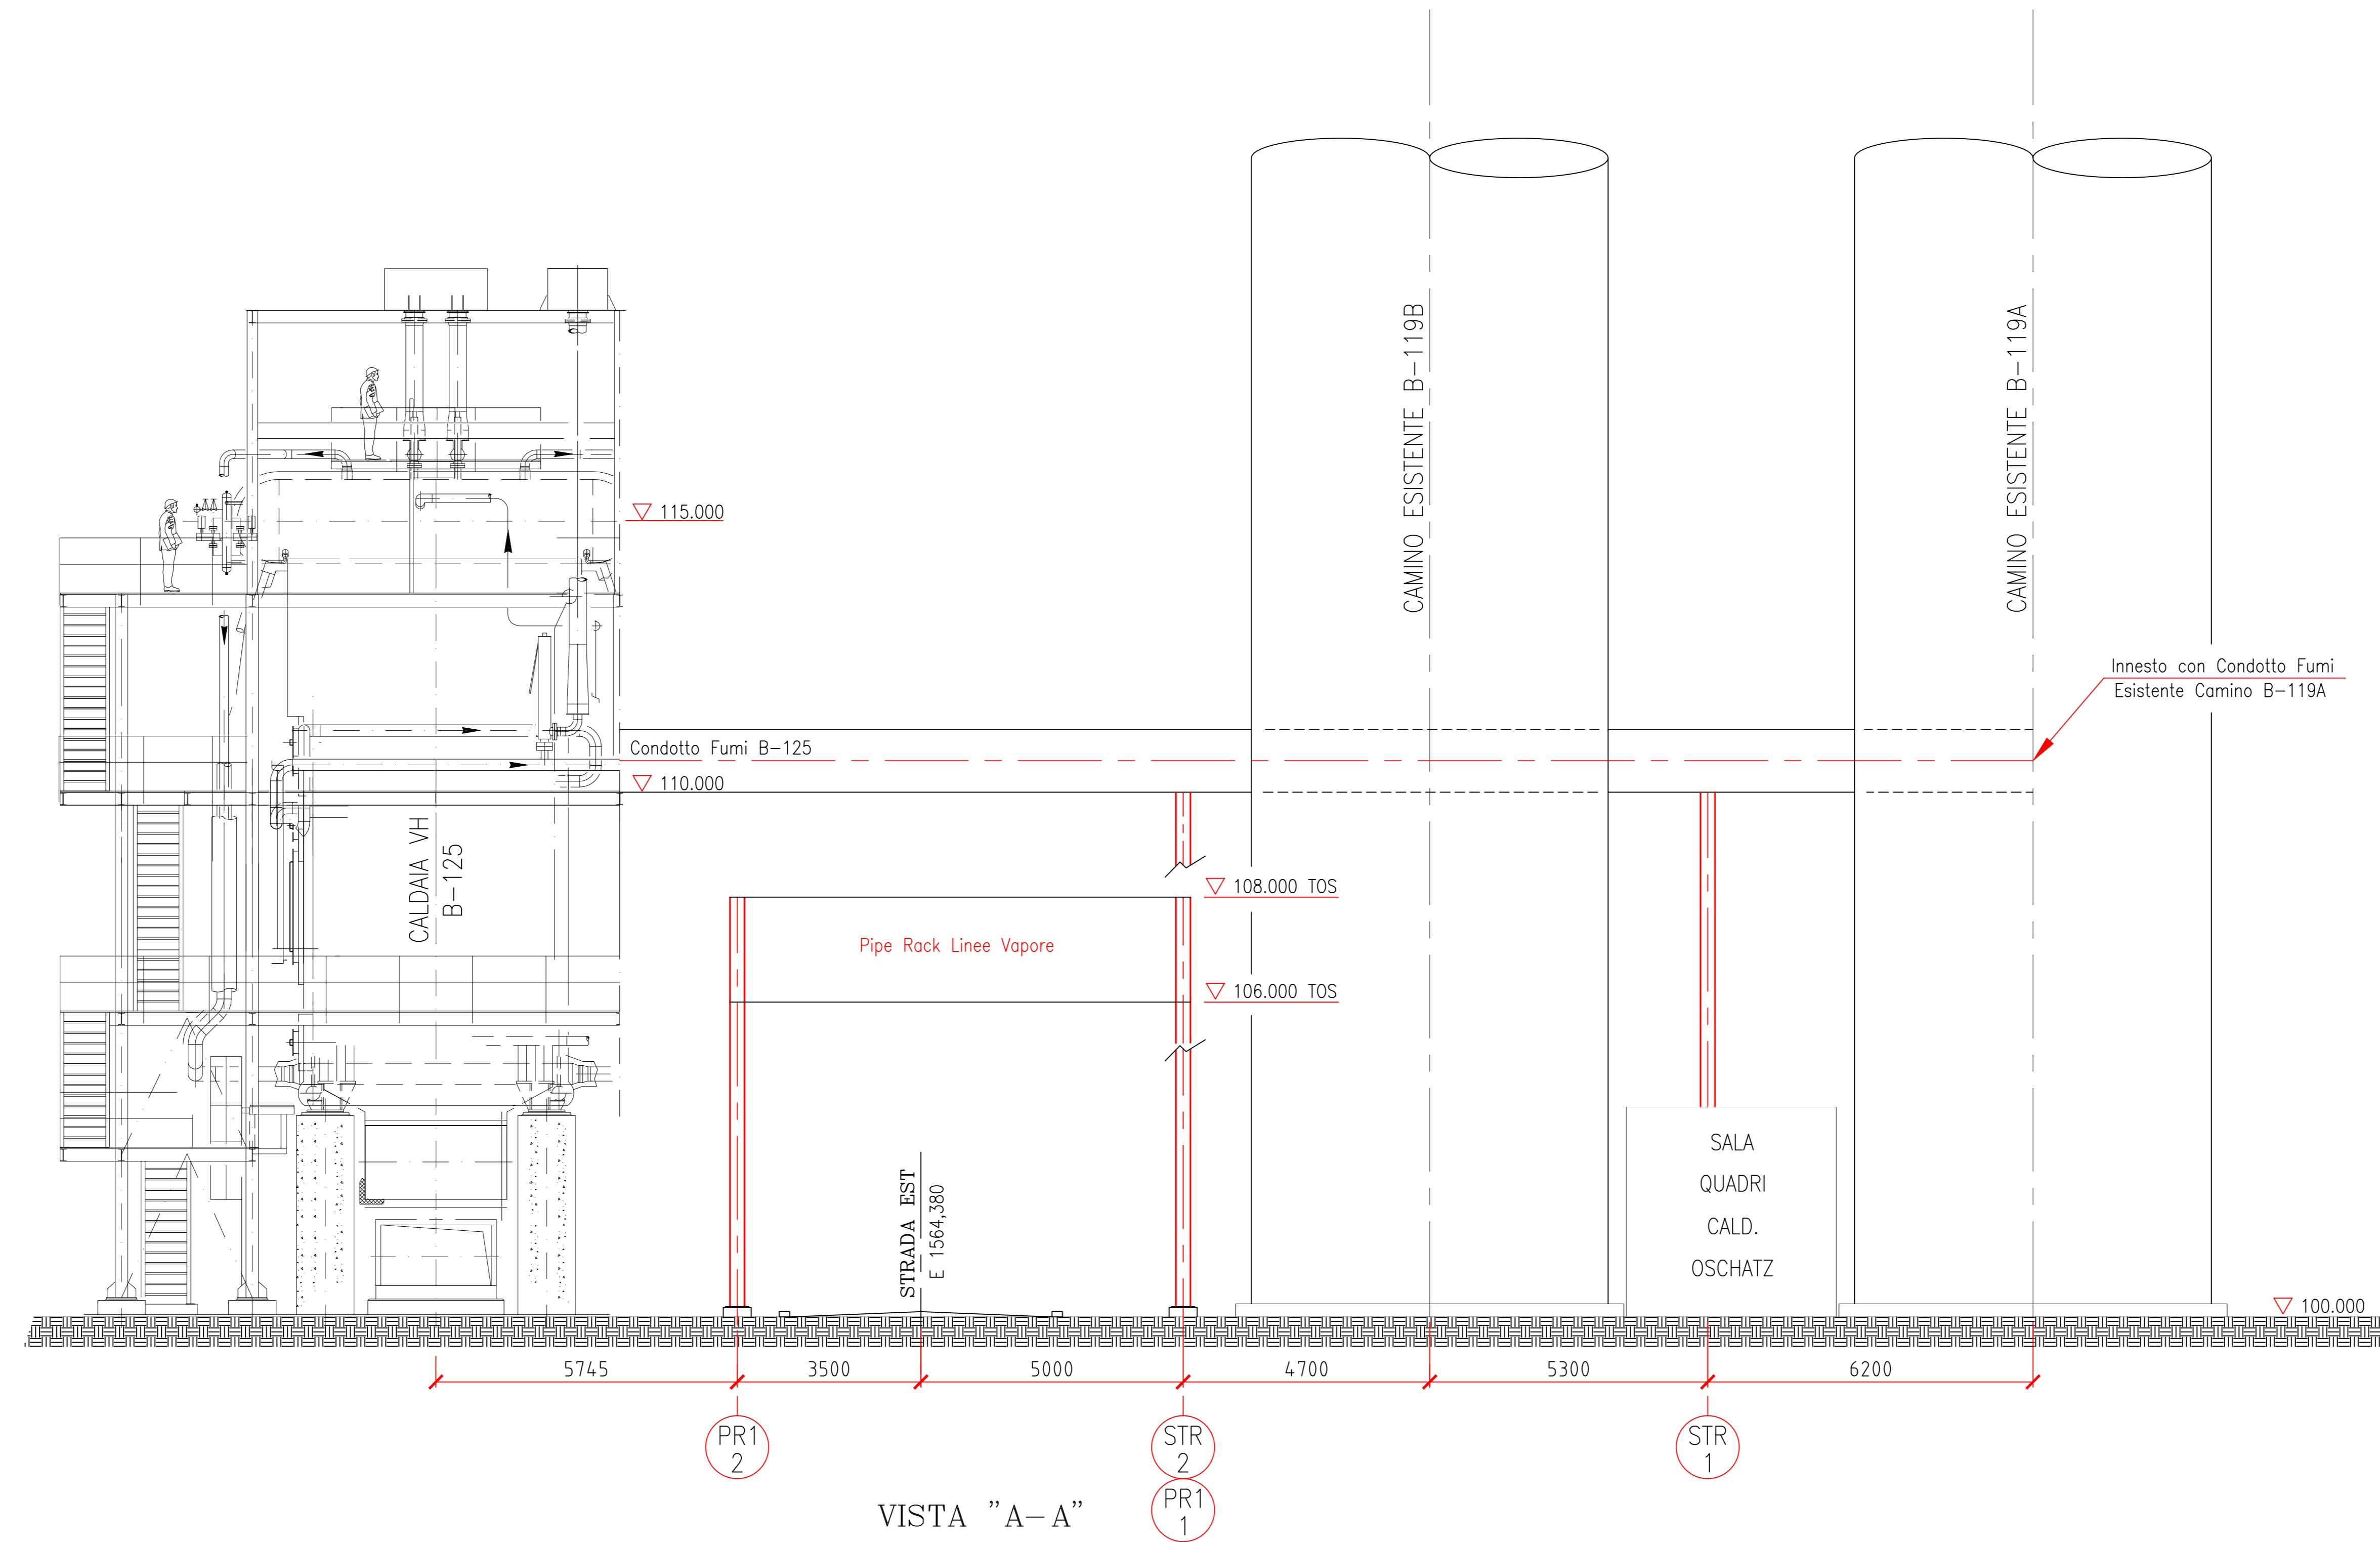 CAMINO ESISTENTE B-119B
CAMINO ESISTENTE B-119A
115.000
Innesto con Condotto Fumi
Esistente Camino B-119A
Condotto Fumi B-125
110.000
CALDAIA VH
B-125
108.000 TOS
Pipe Rack Linee Vapore
106.000 TOS
SALA
QUADRI
CALD.
OSCHATZ
STRADA EST
E 1564,380
100.000
5745
3500
5000
4700
5300
6200
PR1
2
STR
2
STR
1
PR1
1
VISTA "A-A"